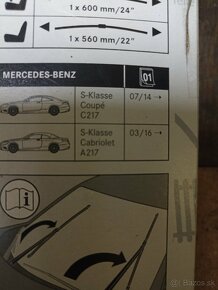 1 x 600 mm/24"
1 x 560 mm/22"
MERCEDES-BENZ
01
S-Klasse
Coupé
C217
07/14 →
S-Klasse
Cabriolet
A217
03/16 →
i
Bazos.sk